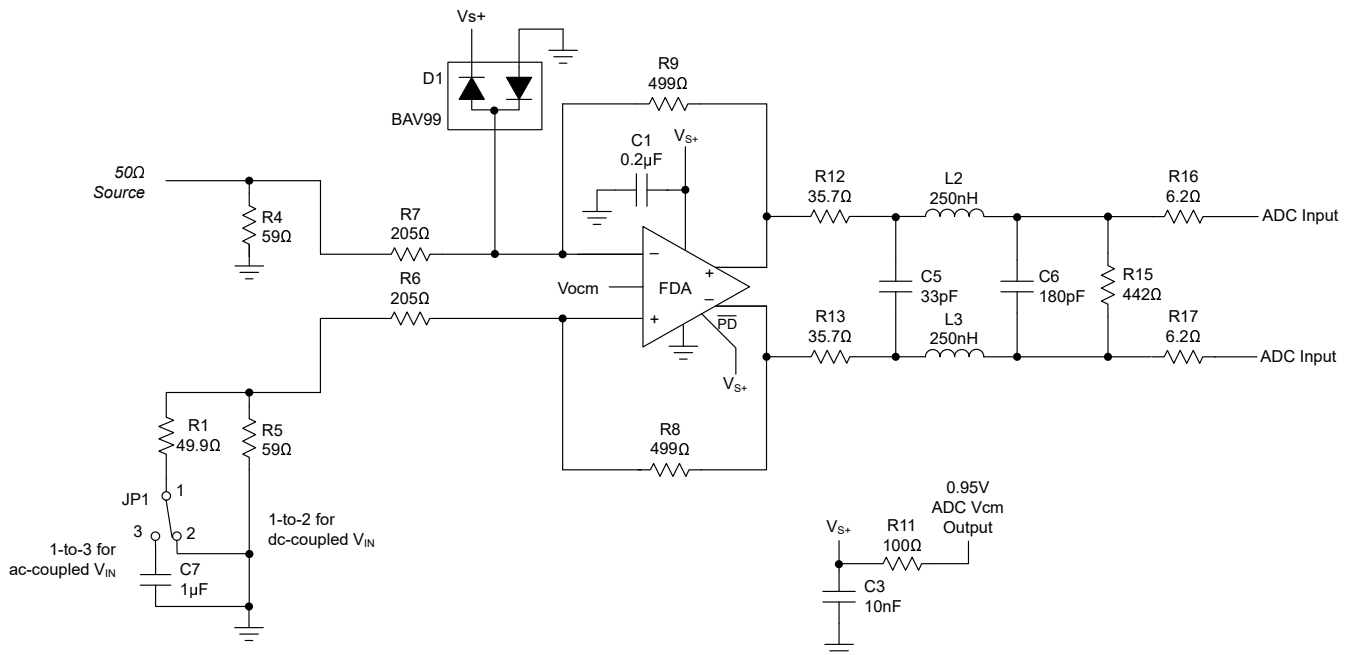 Vs+
D1
BAV99
R9
499Ω
C1
0.2µF
VS+
50Ω
Source
R4
59Ω
R7
205Ω
R6
205Ω
Vocm
−
+
FDA
+
−
PD
VS+
R12
35.7Ω
L2
250nH
R16
6.2Ω
ADC Input
C5
33pF
C6
180pF
R15
442Ω
R13
35.7Ω
L3
250nH
R17
6.2Ω
ADC Input
R1
49.9Ω
R5
59Ω
R8
499Ω
JP1
1
3
2
1-to-2 for
dc-coupled VIN
1-to-3 for
ac-coupled VIN
C7
1µF
0.95V
ADC Vcm
Output
VS+
R11
100Ω
C3
10nF